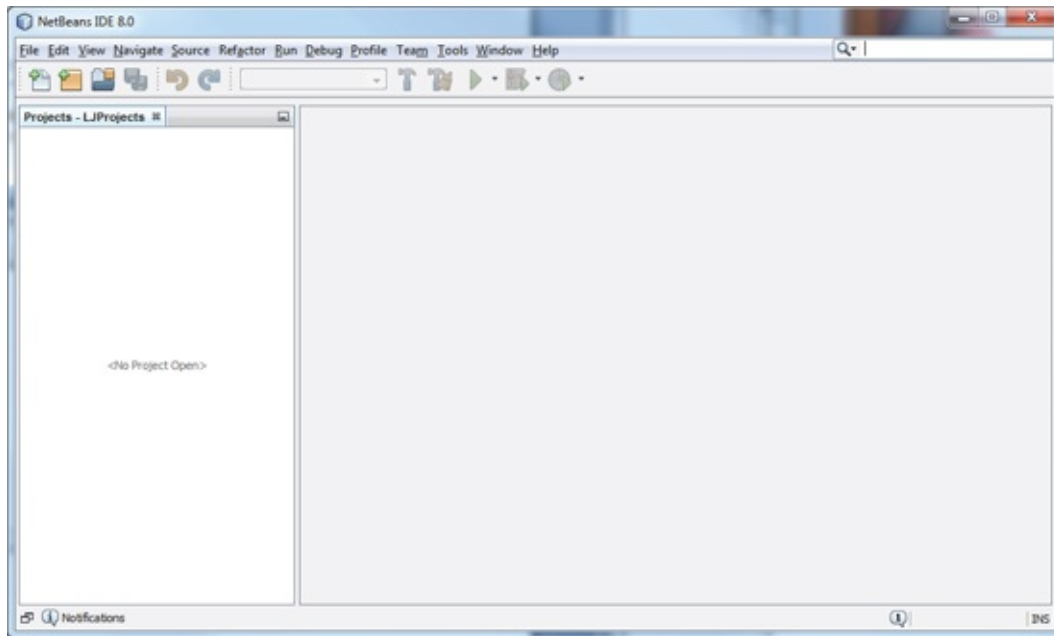 NetBeans IDE 8.0
File Edit View Navigate Source Refactor Run Debug Profile Team Tools Window Help
Projects - LJProjects
<No Project Open>
Notifications
INS